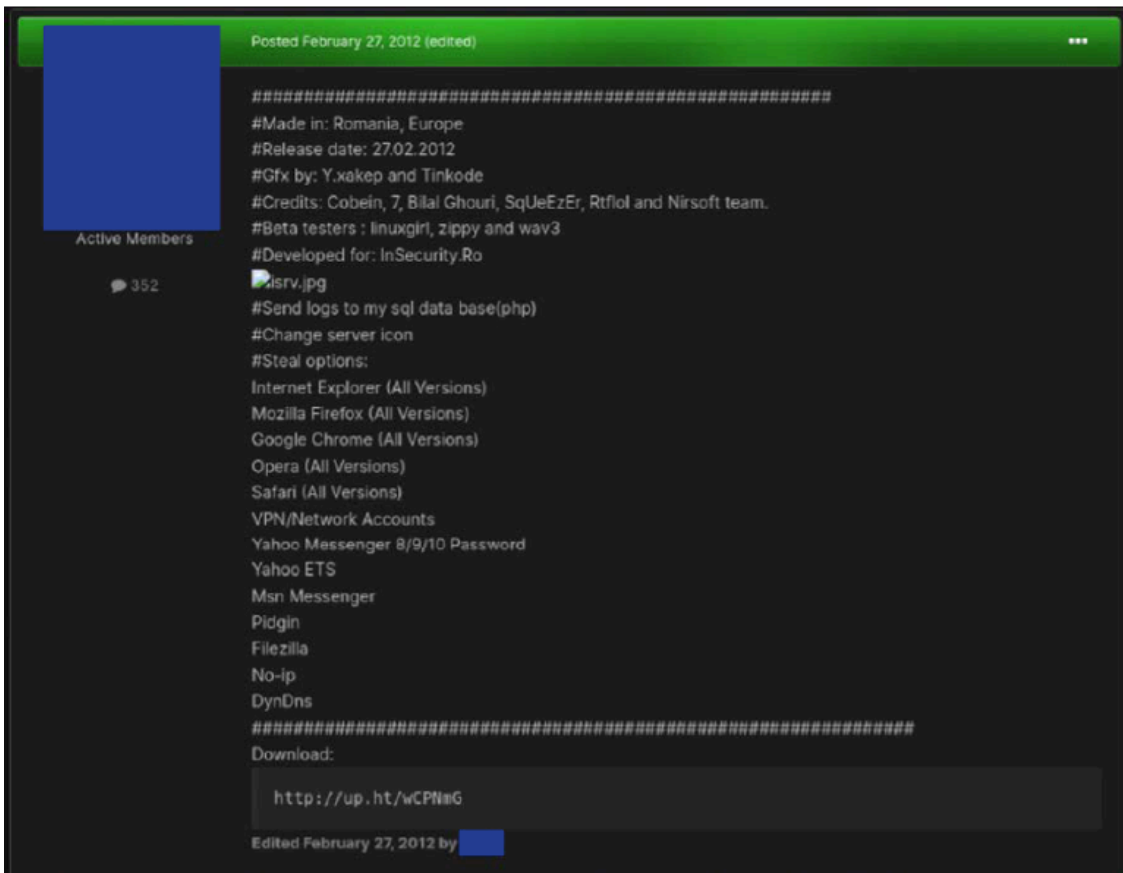 Posted February 27, 2012 (edited)
########################################################
#Made in: Romania, Europe
#Release date: 27.02.2012
#Gfx by: Y.xakep and Tinkode
#Credits: Cobein, 7, Bilal Ghouri, SqUeEzEr, Rtflol and Nirsoft team.
#Beta testers : linuxgirl, zippy and wav3
Active Members
#Developed for: InSecurity.Ro
352
isrv.jpg
#Send logs to my sql data base(php)
#Change server icon
#Steal options:
Internet Explorer (All Versions)
Mozilla Firefox (All Versions)
Google Chrome (All Versions)
Opera (All Versions)
Safari (All Versions)
VPN/Network Accounts
Yahoo Messenger 8/9/10 Password
Yahoo ETS
Msn Messenger
Pidgin
Filezilla
No-ip
DynDns
################################################################
Download:
http://up.ht/wCPNmG
Edited February 27, 2012 by